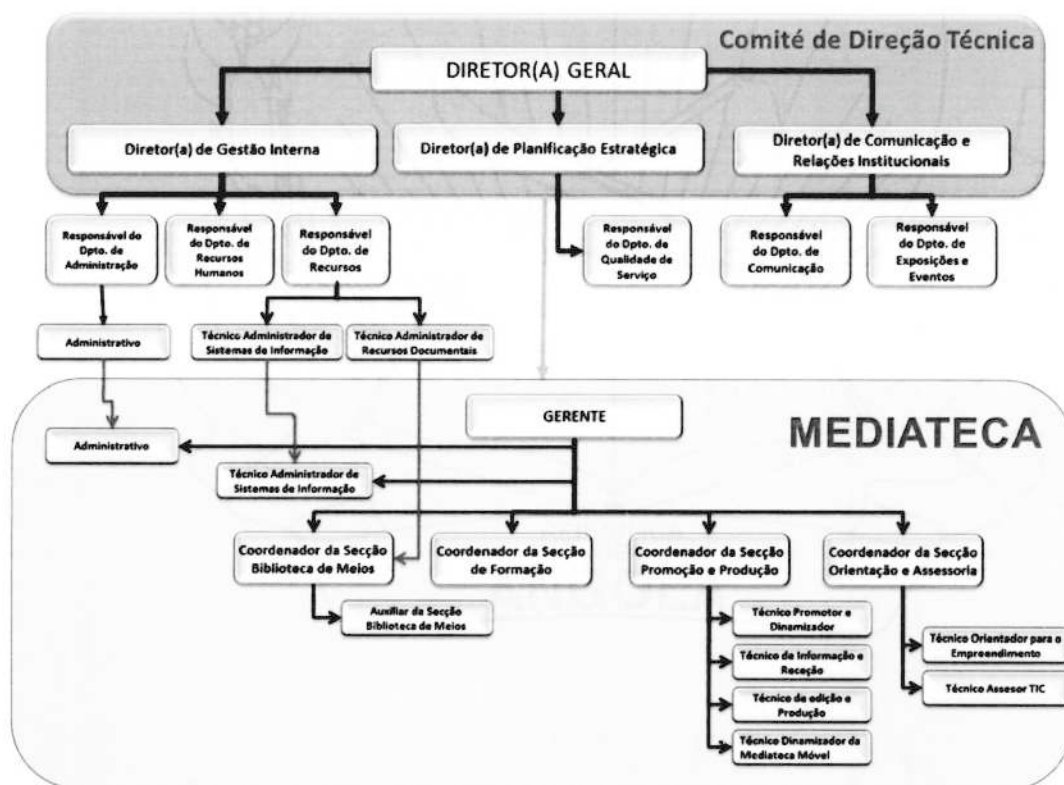 Comité de Direção Técnica
DIRETOR(A) GERAL
Diretor(a) de Gestão Interna
Diretor(a) de Planificação Estratégica
Diretor(a) de Comunicação e
Relações Institucionais
Responsável do
Dpto. de
Administração
Responsável
do Dpto. de
Recursos
Humanos
Responsável
do Dpto. de
Recursos
Responsável
do Dpto. de
Qualidade de
Serviço
Responsável
do Dpto. de
Comunicação
Responsável
do Dpto. de
Exposições e
Eventos
Administrativo
Técnico Administrador de
Sistemas de Informação
Técnico Administrador de
Recursos Documentais
GERENTE
MEDIATECA
Administrativo
Técnico Administrador de
Sistemas de Informação
Coordenador da Secção
Biblioteca de Meios
Coordenador da Secção
de Formação
Coordenador da Secção
Promoção e Produção
Coordenador da Secção
Orientação e Assessoria
Auxiliar da Secção
Biblioteca de Meios
Técnico Promotor e
Dinamizador
Técnico de Informação e
Receção
Técnico de edição e
Produção
Técnico Dinamizador da
Mediateca Móvel
Técnico Orientador para o
Empreendimento
Técnico Assesor TIC